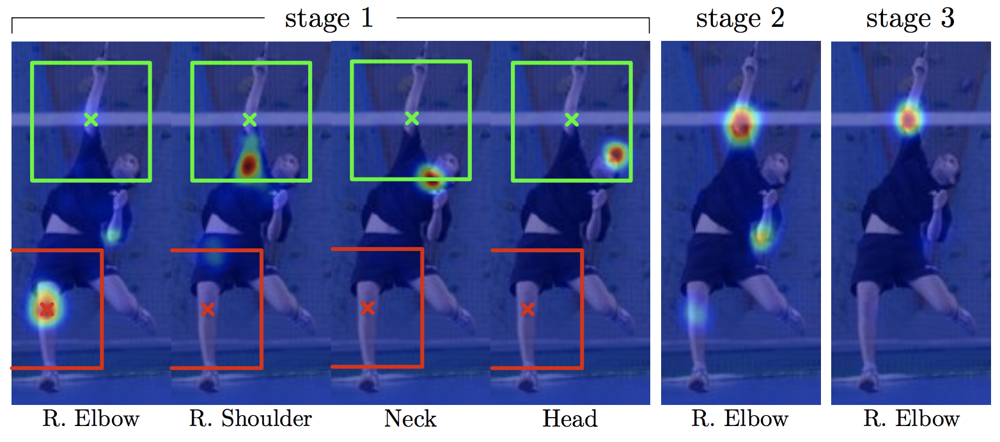 stage 1 stage 2 stage 3
R. Elbow R. Shoulder Neck Head R. Elbow R. Elbow